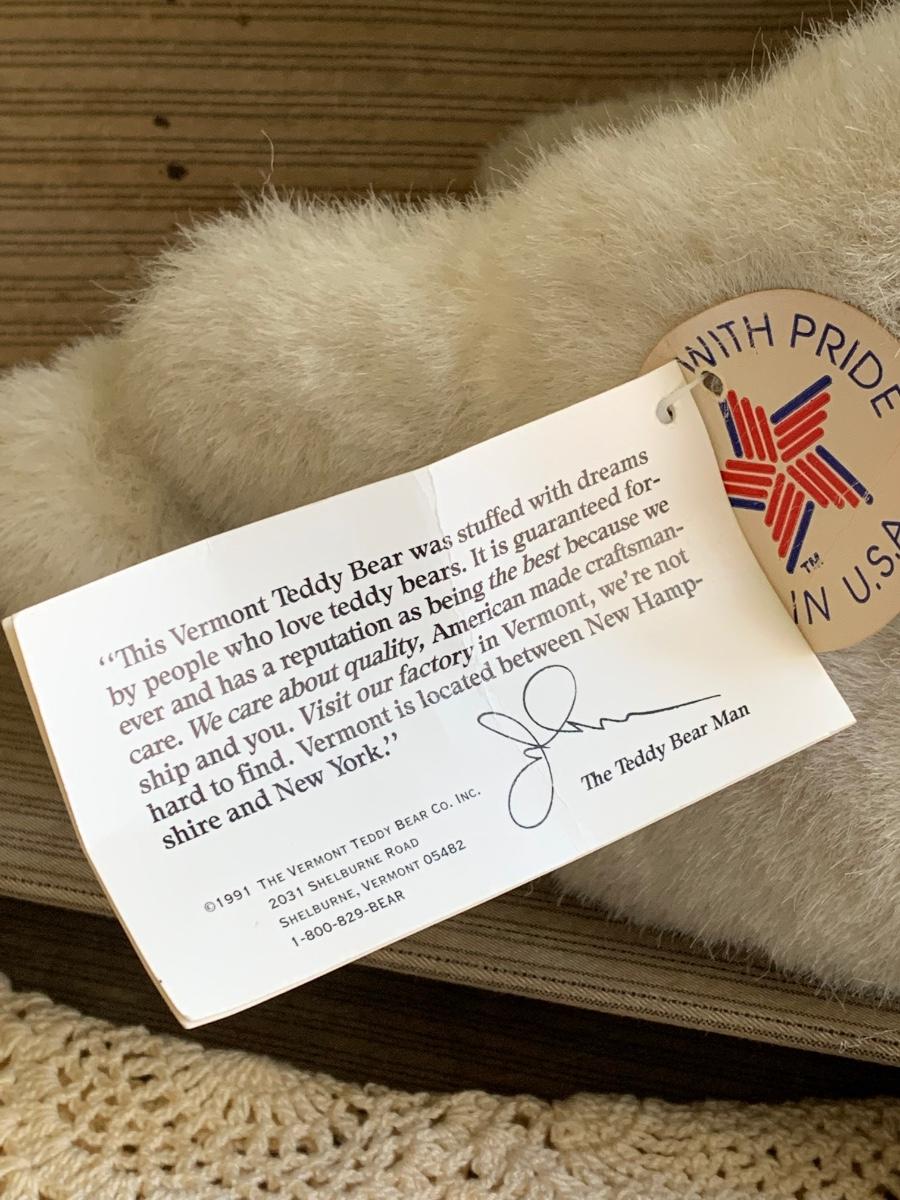 WITH PRIDE
IN U.S.A
TM
“This Vermont Teddy Bear was stuffed with dreams
by people who love teddy bears. It is guaranteed for-
ever and has a reputation as being the best because we
care. We care about quality, American made craftsman-
ship and you. Visit our factory in Vermont, we’re not
hard to find. Vermont is located between New Hamp-
shire and New York.”
The Teddy Bear Man
©1991 THE VERMONT TEDDY BEAR CO. INC.
2031 SHELBURNE ROAD
SHELBURNE, VERMONT 05482
1-800-829-BEAR